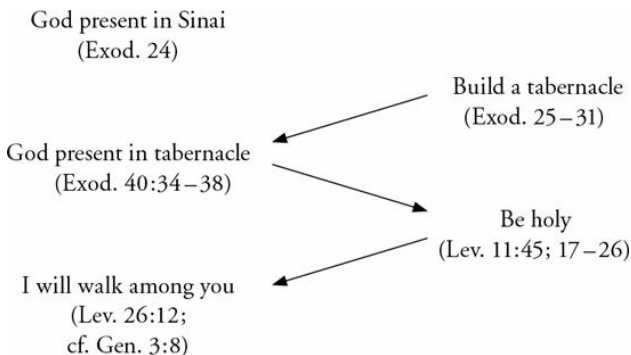 God present in Sinai
(Exod. 24)
Build a tabernacle
(Exod. 25–31)
God present in tabernacle
(Exod. 40:34–38)
Be holy
(Lev. 11:45; 17–26)
I will walk among you
(Lev. 26:12;
cf. Gen. 3:8)